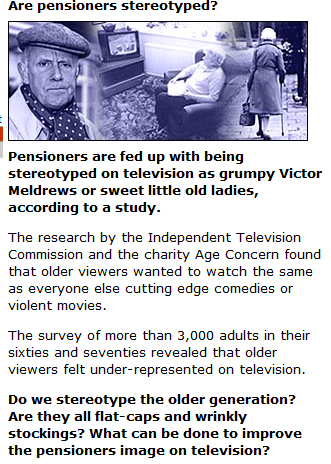 Are pensioners stereotyped?
Pensioners are fed up with being
stereotyped on television as grumpy Victor
Meldrews or sweet little old ladies,
according to a study.
The research by the Independent Television
Commission and the charity Age Concern found
that older viewers wanted to watch the same
as everyone else cutting edge comedies or
violent movies.
The survey of more than 3,000 adults in their
sixties and seventies revealed that older
viewers felt under-represented on television.
Do we stereotype the older generation?
Are they all flat-caps and wrinkly
stockings? What can be done to improve
the pensioners image on television?